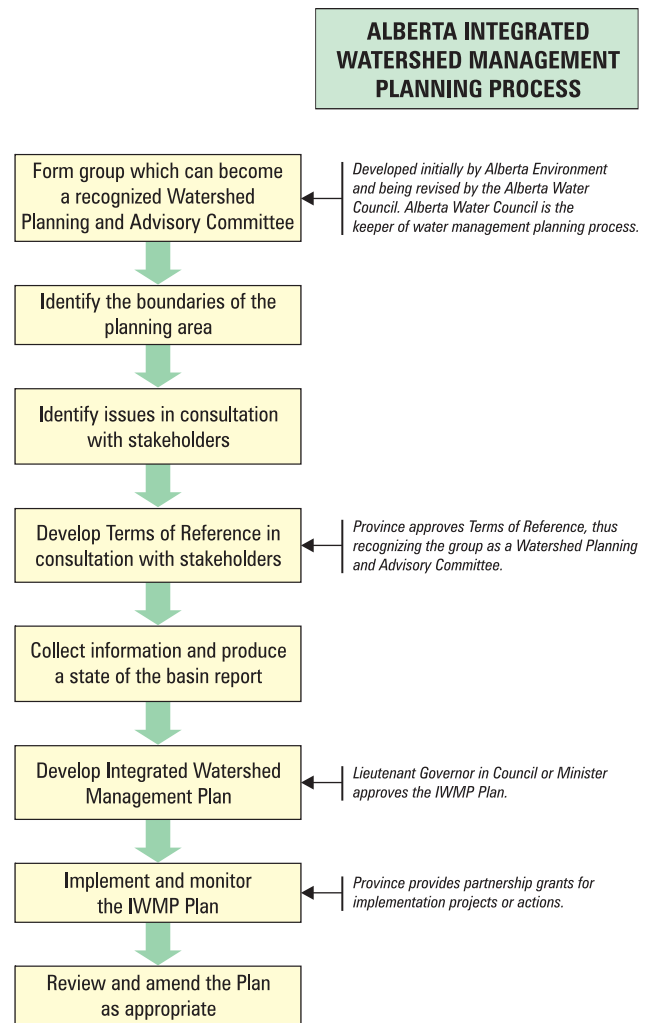 ALBERTA INTEGRATED
WATERSHED MANAGEMENT
PLANNING PROCESS
Form group which can become
a recognized Watershed
Planning and Advisory Committee
Developed initially by Alberta Environment
and being revised by the Alberta Water
Council. Alberta Water Council is the
keeper of water management planning process.
Identify the boundaries of the
planning area
Identify issues in consultation
with stakeholders
Develop Terms of Reference in
consultation with stakeholders
Province approves Terms of Reference, thus
recognizing the group as a Watershed Planning
and Advisory Committee.
Collect information and produce
a state of the basin report
Develop Integrated Watershed
Management Plan
Lieutenant Governor in Council or Minister
approves the IWMP Plan.
Implement and monitor
the IWMP Plan
Province provides partnership grants for
implementation projects or actions.
Review and amend the Plan
as appropriate